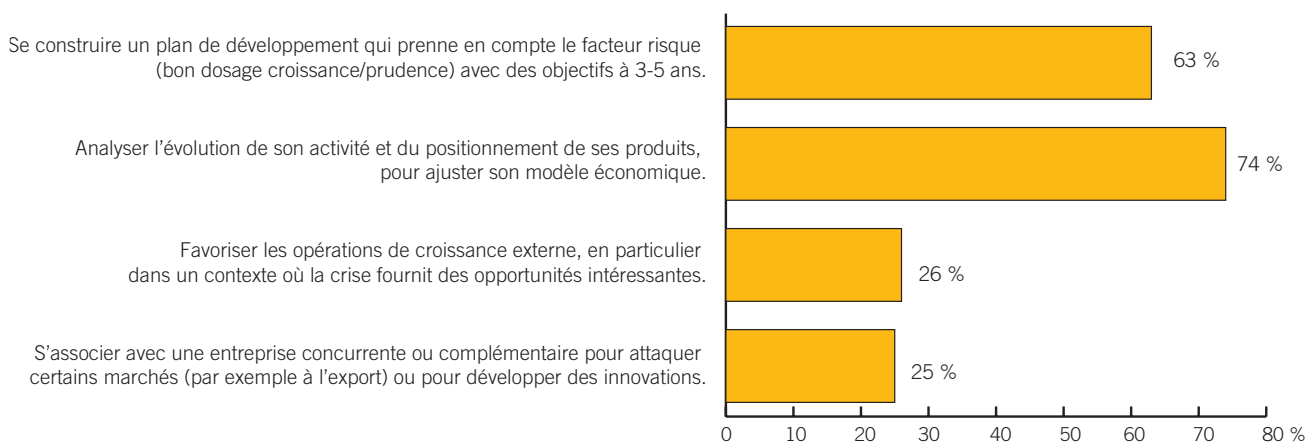 Se construire un plan de développement qui prenne en compte le facteur risque
(bon dosage croissance/prudence) avec des objectifs à 3-5 ans.
63 %
Analyser l’évolution de son activité et du positionnement de ses produits,
pour ajuster son modèle économique.
74 %
Favoriser les opérations de croissance externe, en particulier
dans un contexte où la crise fournit des opportunités intéressantes.
26 %
S’associer avec une entreprise concurrente ou complémentaire pour attaquer
certains marchés (par exemple à l’export) ou pour développer des innovations.
25 %
0 10 20 30 40 50 60 70 80 %